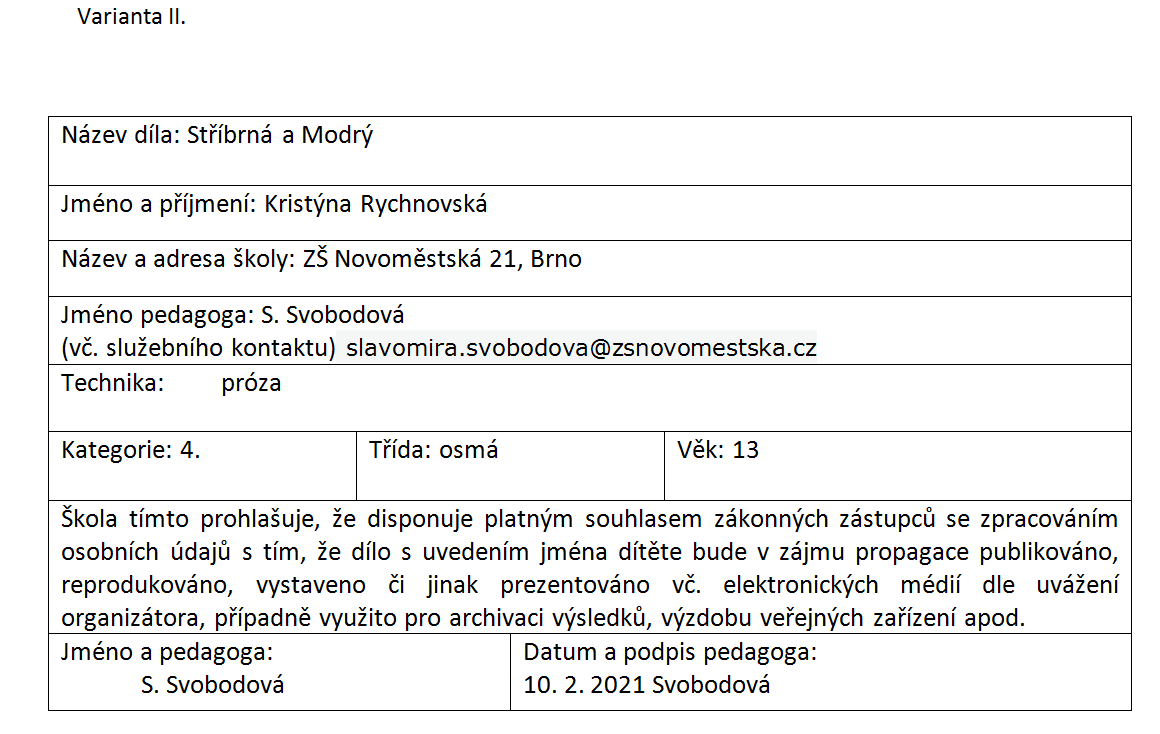 Varianta II.
Název díla: Stříbrná a Modrý
Jméno a příjmení: Kristýna Rychnovská
Název a adresa školy: ZŠ Novoměstská 21, Brno
Jméno pedagoga: S. Svobodová
(vč. služebního kontaktu) slavomira.svobodova@zsnovomestska.cz
Technika: próza
Kategorie: 4. Třída: osmá Věk: 13
Škola tímto prohlašuje, že disponuje platným souhlasem zákonných zástupců se zpracováním
osobních údajů s tím, že dílo s uvedením jména dítěte bude v zájmu propagace publikováno,
reprodukováno, vystaveno či jinak prezentováno vč. elektronických médií dle uvážení
organizátora, případně využito pro archivaci výsledků, výzdobu veřejných zařízení apod.
Jméno a pedagoga: Datum a podpis pedagoga:
S. Svobodová 10. 2. 2021 Svobodová